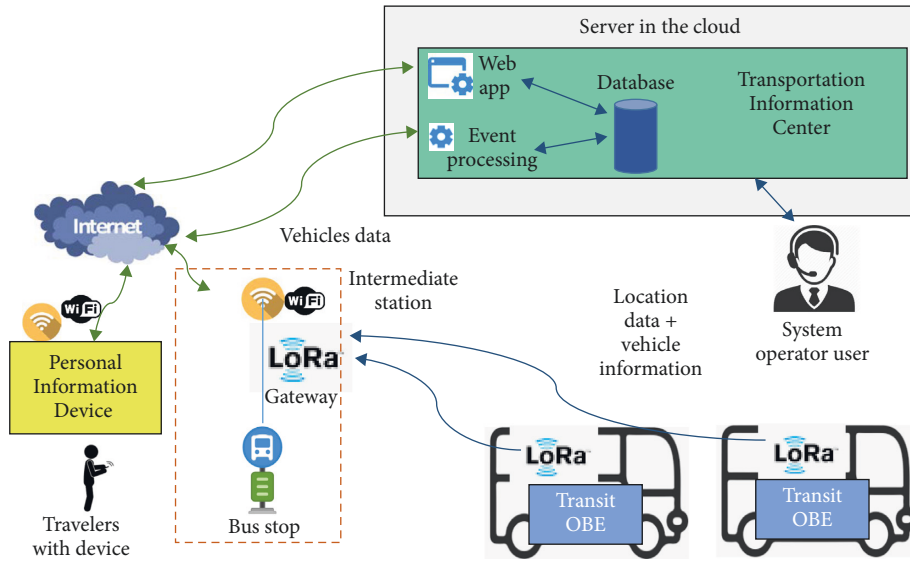 Server in the cloud
Web
app
Database
Transportation
Information
Center
Event
processing
Internet
Vehicles data
Intermediate
station
WiFi
WiFi
Location
data +
vehicle
information
System
operator user
Personal
Information
Device
LoRa
Gateway
LoRa™
LoRa™
Transit
OBE
Transit
OBE
Travelers
with device
Bus stop